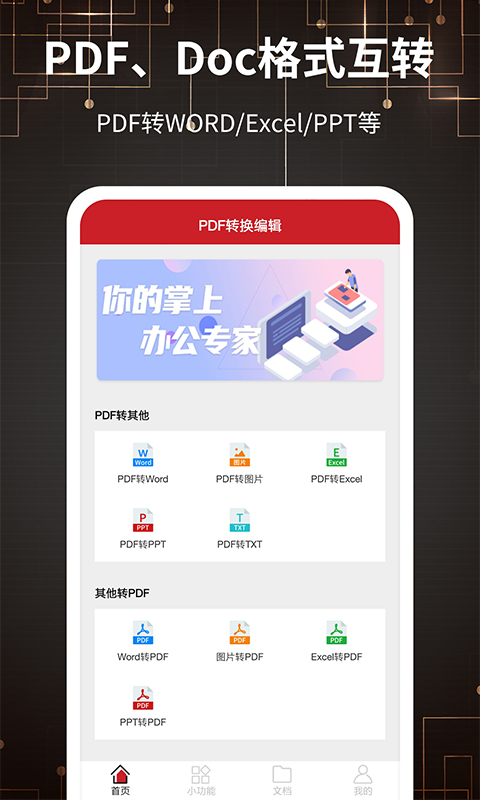 PDF、Doc格式互转
PDF转WORD/Excel/PPT等
PDF转换编辑
你的掌上
办公专家
PDF转其他
W
Word
图片
E
Excel
PDF转Word
PDF转图片
PDF转Excel
P
PPT
T
TXT
PDF转PPT
PDF转TXT
其他转PDF
PDF
PDF
PDF
Word转PDF
图片转PDF
Excel转PDF
PDF
PPT转PDF
首页
小功能
文档
我的